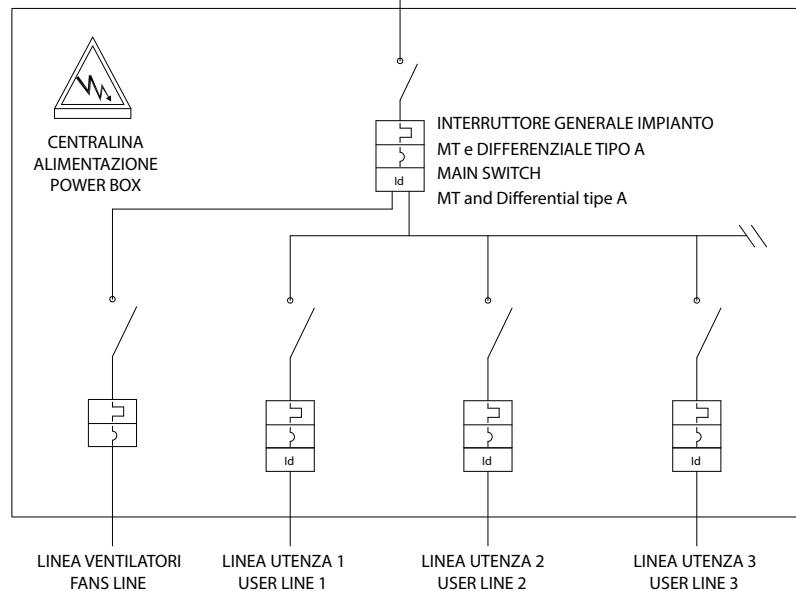 CENTRALINA
ALIMENTAZIONE
POWER BOX
INTERRUTTORE GENERALE IMPIANTO
MT e DIFFERENZIALE TIPO A
MAIN SWITCH
MT and Differential tipe A
Id
Id
Id
Id
LINEA VENTILATORI
FANS LINE
LINEA UTENZA 1
USER LINE 1
LINEA UTENZA 2
USER LINE 2
LINEA UTENZA 3
USER LINE 3